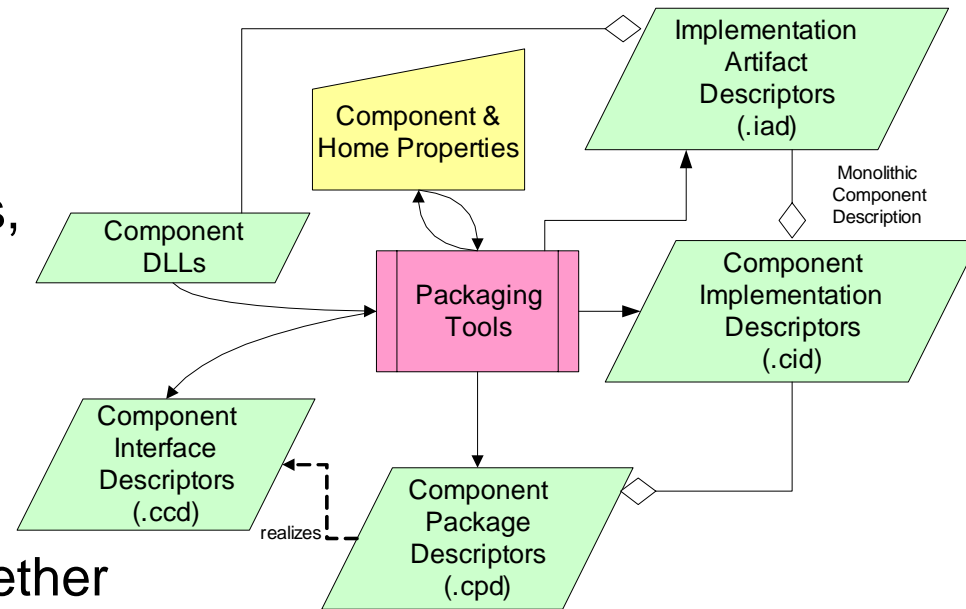 Implementation
Artifact
Descriptors
(.iad)
Component &
Home Properties
Monolithic
Component
Description
s,
Component
DLLs
Packaging
Tools
Component
Implementation
Descriptors
(.cid)
Component
Interface
Descriptors
(.ccd)
realizes
Component
Package
Descriptors
(.cpd)
ether